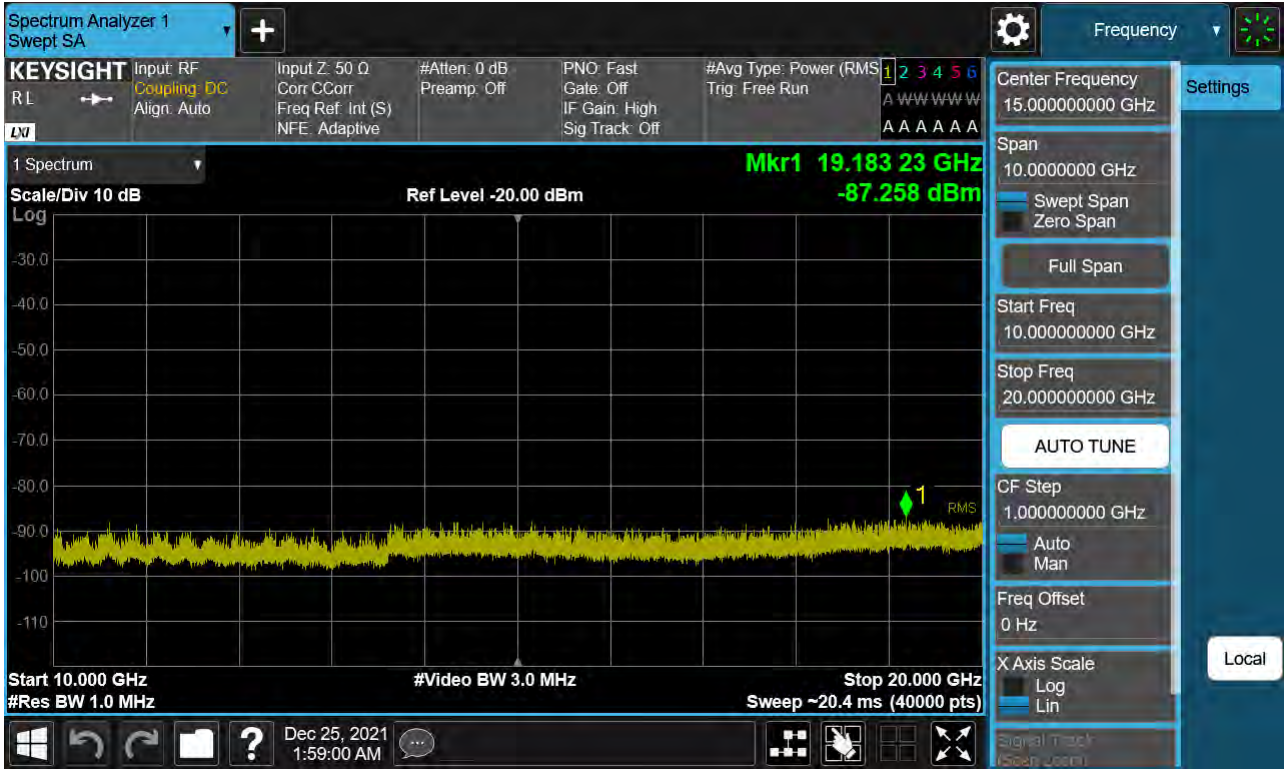 Spectrum Analyzer 1
Swept SA
Frequency
KEYSIGHT
R L
LXI
Input: RF
Coupling: DC
Align: Auto
Input Z: 50 Ω
Corr CCorr
Freq Ref: Int (S)
NFE: Adaptive
#Atten: 0 dB
Preamp: Off
PNO: Fast
Gate: Off
IF Gain: High
Sig Track: Off
#Avg Type: Power (RMS
Trig: Free Run
1 2 3 4 5 6
A W W W W W
A A A A A A
1 Spectrum
Mkr1 19.183 23 GHz
Scale/Div 10 dB
Ref Level -20.00 dBm
-87.258 dBm
Log
-30.0
-40.0
-50.0
-60.0
-70.0
-80.0
-90.0
-100
-110
1
RMS
Start 10.000 GHz
#Video BW 3.0 MHz
Stop 20.000 GHz
#Res BW 1.0 MHz
Sweep ~20.4 ms (40000 pts)
Center Frequency
15.000000000 GHz
Settings
Span
10.0000000 GHz
Swept Span
Zero Span
Full Span
Start Freq
10.000000000 GHz
Stop Freq
20.000000000 GHz
AUTO TUNE
CF Step
1.000000000 GHz
Auto
Man
Freq Offset
0 Hz
X Axis Scale
Log
Lin
Local
Signal Track
(Span Zoom)
?
Dec 25, 2021
1:59:00 AM